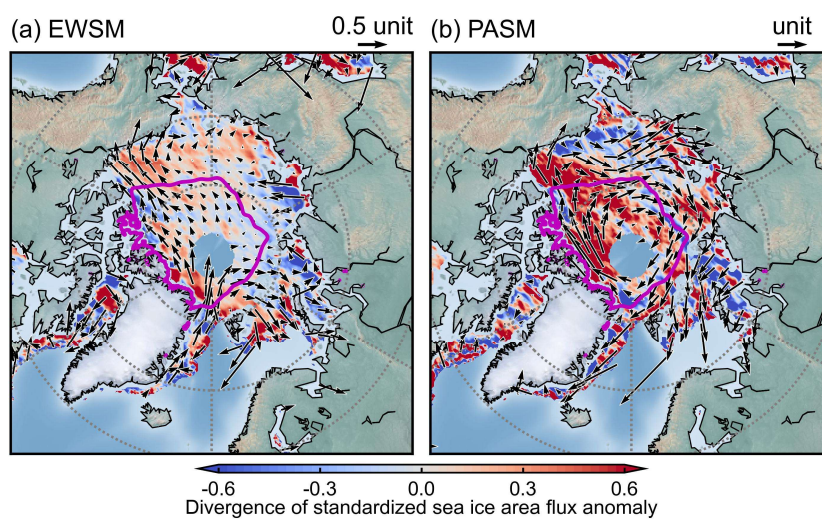 (a) EWSM
0.5 unit
(b) PASM
unit
-0.6 -0.3 0.0 0.3 0.6
Divergence of standardized sea ice area flux anomaly